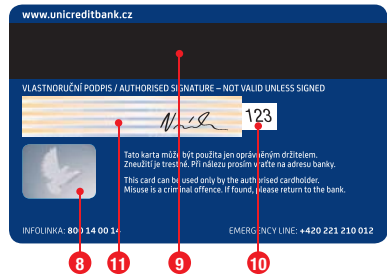 www.unicreditbank.cz
VLASTNORUČNÍ PODPIS / AUTHORISED SIGNATURE – NOT VALID UNLESS SIGNED
123
Tato karta může být použita jen oprávněným držitelem.
Zneužití je trestné. Při nálezu prosím vraťte na adresu banky.
This card can be used only by the authorised cardholder.
Misuse is a criminal offence. If found, please return to the bank.
INFOLINKA: 800 14 00 14 EMERGENCY LINE: +420 221 210 012
8 11 9 10